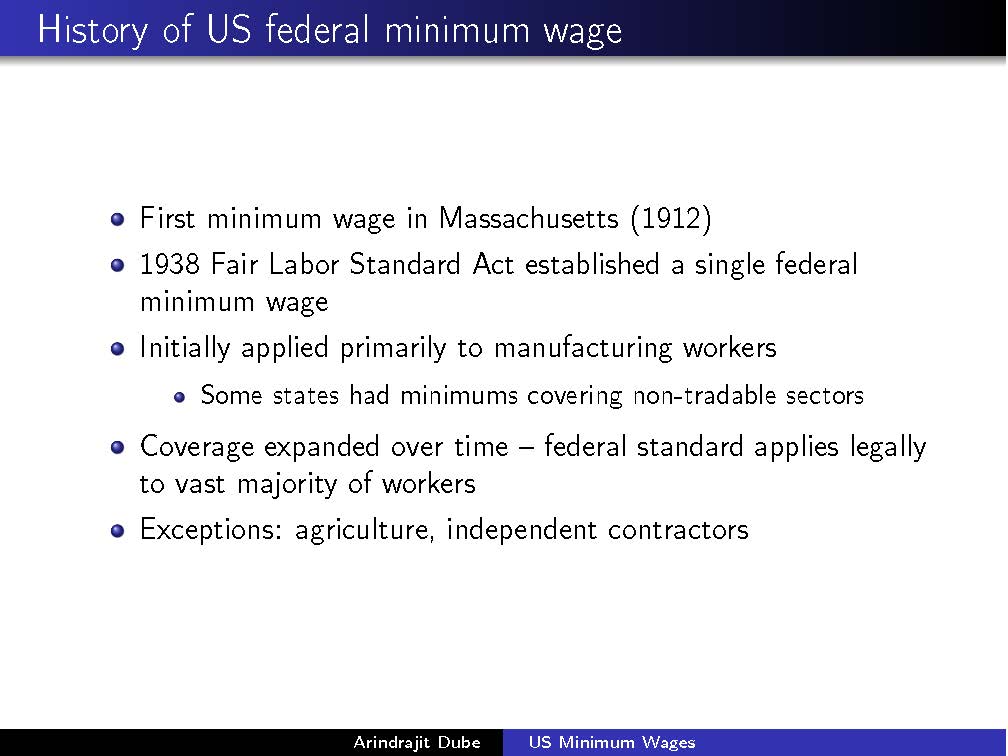 History of US federal minimum wage
First minimum wage in Massachusetts (1912)
1938 Fair Labor Standard Act established a single federal
minimum wage
Initially applied primarily to manufacturing workers
Some states had minimums covering non-tradable sectors
Coverage expanded over time – federal standard applies legally
to vast majority of workers
Exceptions: agriculture, independent contractors
Arindrajit Dube US Minimum Wages